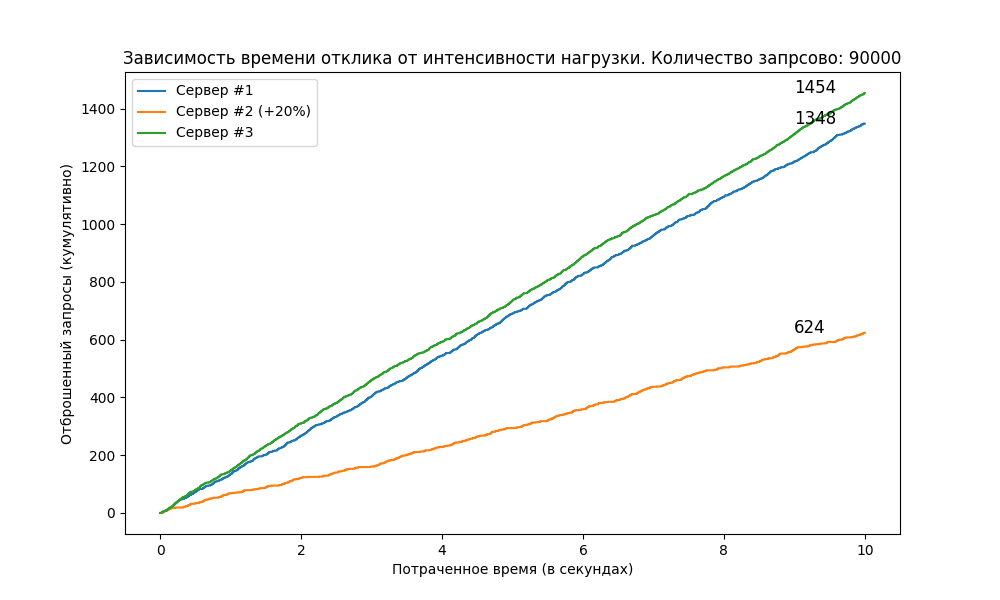 Зависимость времени отклика от интенсивности нагрузки. Количество запрсово: 90000
Сервер #1
Сервер #2 (+20%)
Сервер #3
1454
1348
624
Отброшенный запросы (кумулятивно)
1400
1200
1000
800
600
400
200
0
0 2 4 6 8 10
Потраченное время (в секундах)